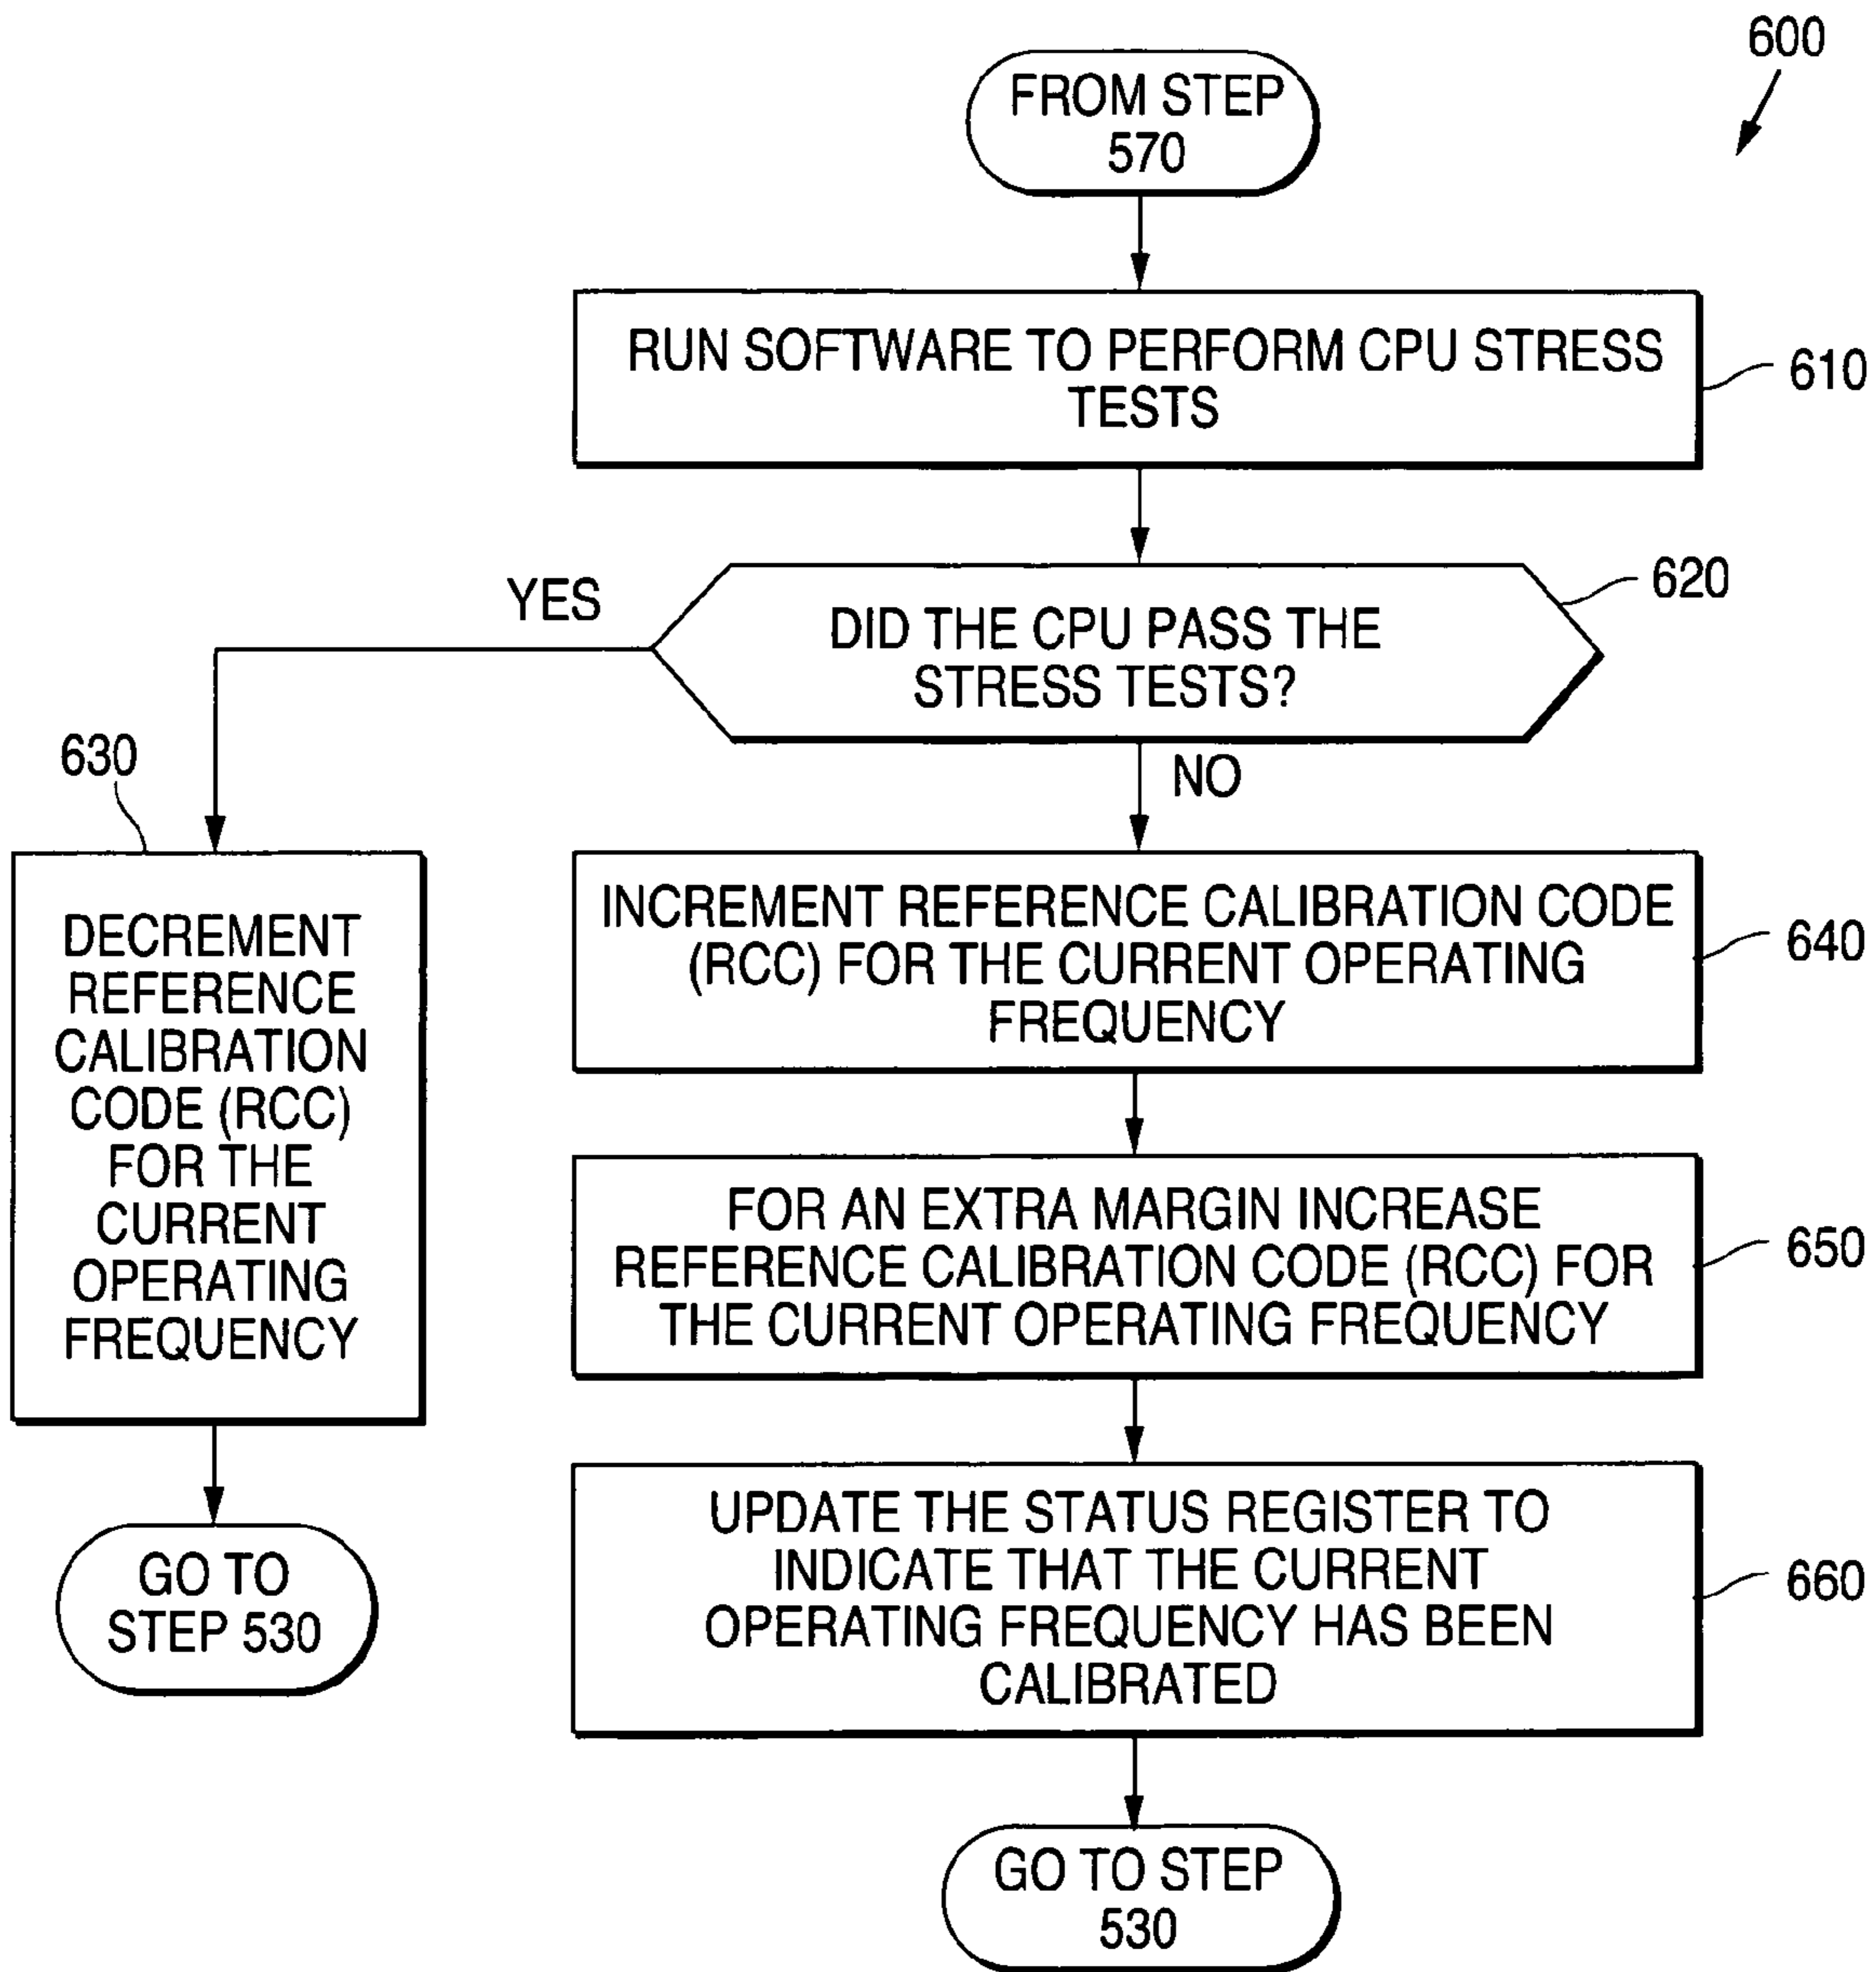 600
FROM STEP
570
RUN SOFTWARE TO PERFORM CPU STRESS
TESTS
610
DID THE CPU PASS THE
STRESS TESTS?
620
YES
NO
630
DECREMENT
REFERENCE
CALIBRATION
CODE (RCC)
FOR THE
CURRENT
OPERATING
FREQUENCY
GO TO
STEP 530
INCREMENT REFERENCE CALIBRATION CODE
(RCC) FOR THE CURRENT OPERATING
FREQUENCY
640
FOR AN EXTRA MARGIN INCREASE
REFERENCE CALIBRATION CODE (RCC) FOR
THE CURRENT OPERATING FREQUENCY
650
UPDATE THE STATUS REGISTER TO
INDICATE THAT THE CURRENT
OPERATING FREQUENCY HAS BEEN
CALIBRATED
660
GO TO STEP
530